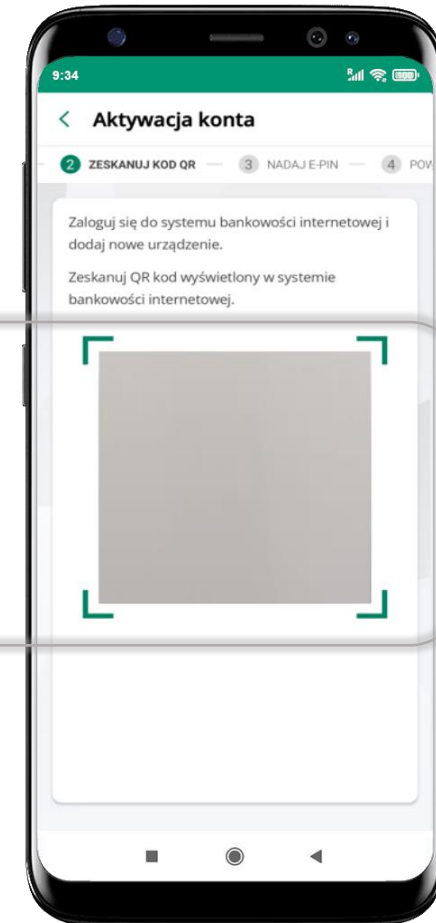 9:34
Aktywacja konta
2 ZESKANUJ KOD QR 3 NADAJ E-PIN 4 POW
Zaloguj się do systemu bankowości internetowej i
dodaj nowe urządzenie.
Zeskanuj QR kod wyświetlony w systemie
bankowości internetowej.